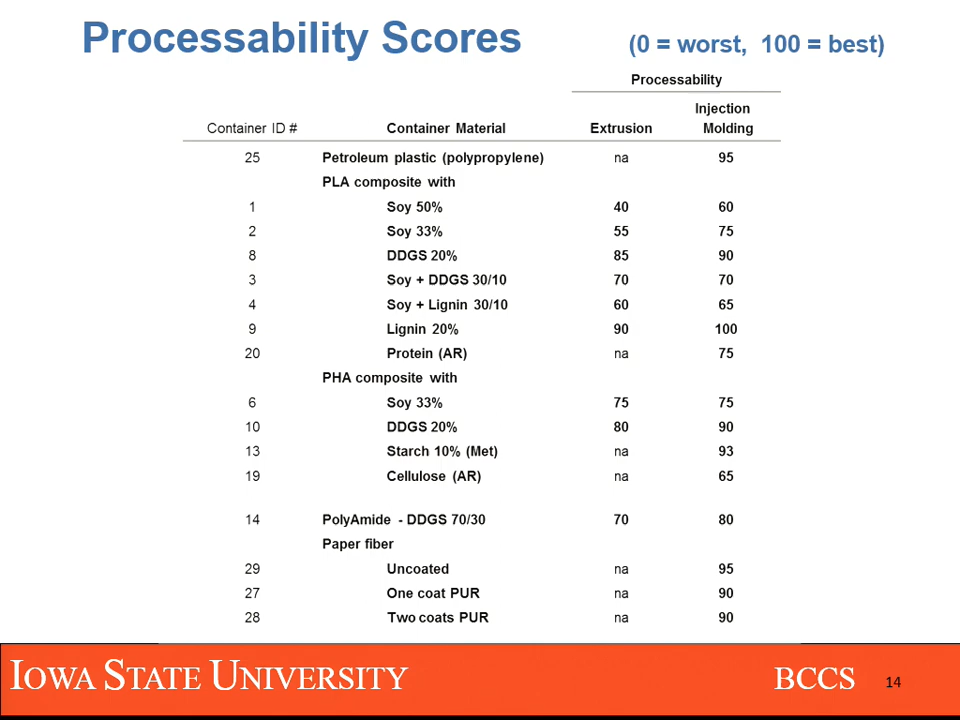 Processability Scores (0 = worst, 100 = best)
Processability
Injection
Container ID # Container Material Extrusion Molding
25 Petroleum plastic (polypropylene) na 95
PLA composite with
1 Soy 50% 40 60
2 Soy 33% 55 75
8 DDGS 20% 85 90
3 Soy + DDGS 30/10 70 70
4 Soy + Lignin 30/10 60 65
9 Lignin 20% 90 100
20 Protein (AR) na 75
PHA composite with
6 Soy 33% 75 75
10 DDGS 20% 80 90
13 Starch 10% (Met) na 93
19 Cellulose (AR) na 65
14 PolyAmide - DDGS 70/30 70 80
Paper fiber
29 Uncoated na 95
27 One coat PUR na 90
28 Two coats PUR na 90
IOWA STATE UNIVERSITY BCCS 14